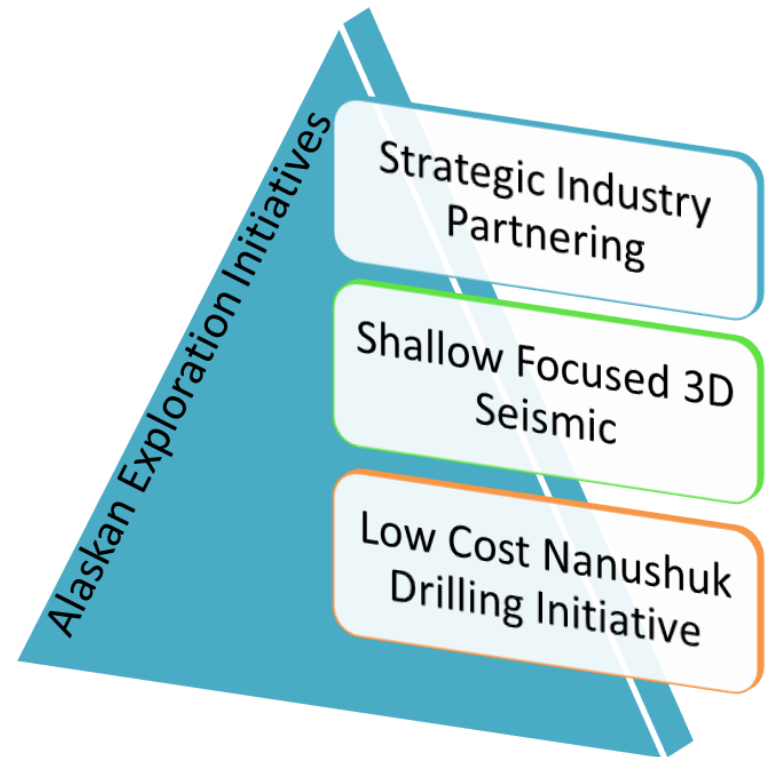 Alaskan Exploration Initiatives
Strategic Industry
Partnering
Shallow Focused 3D
Seismic
Low Cost Nanushuk
Drilling Initiative